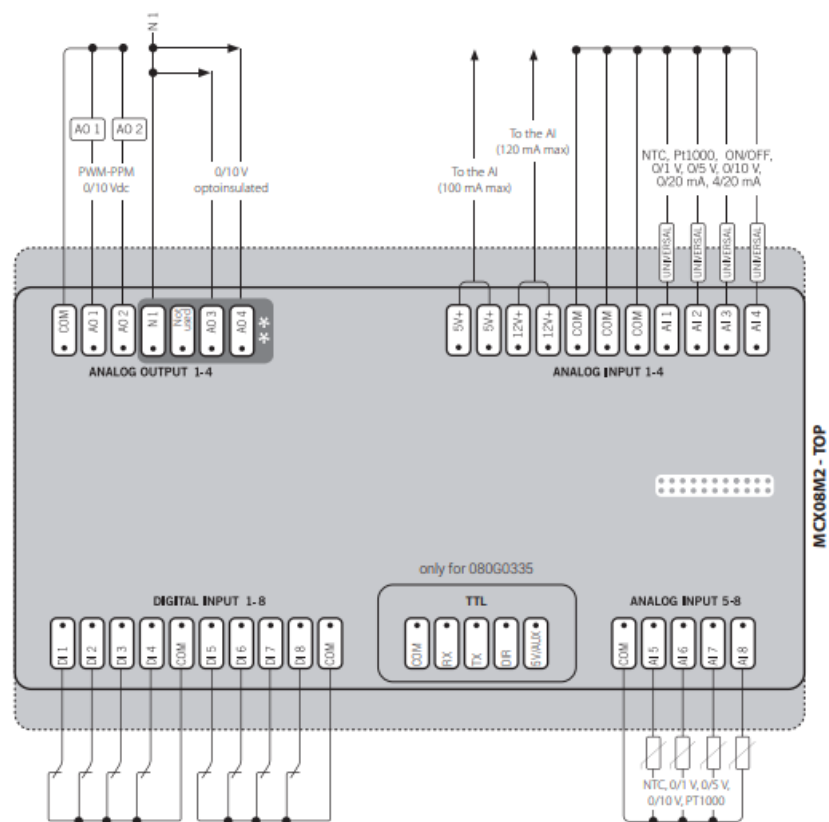 N 1
AO 1 AO 2
PWM-PPM
0/10 Vdc
0/10 V
optoinsulated
To the AI
(100 mA max)
To the AI
(120 mA max)
NTC, Pt1000, ON/OFF,
0/1 V, 0/5 V, 0/10 V,
0/20 mA, 4/20 mA
UNIVERSAL UNIVERSAL UNIVERSAL UNIVERSAL
COM AO 1 AO 2 N 1 Not used AO 3 AO 4 **
ANALOG OUTPUT 1-4
5V+ 5V+ 12V+ 12V+ COM COM COM AI 1 AI 2 AI 3 AI 4
ANALOG INPUT 1-4
MCX08M2 - TOP
only for 080G0335
DIGITAL INPUT 1-8
DI 1 DI 2 DI 3 DI 4 COM DI 5 DI 6 DI 7 DI 8 COM
TTL
COM RX TX DIR 5V/AUX
ANALOG INPUT 5-8
COM AI 5 AI 6 AI 7 AI 8
NTC, 0/1 V, 0/5 V,
0/10 V, PT1000